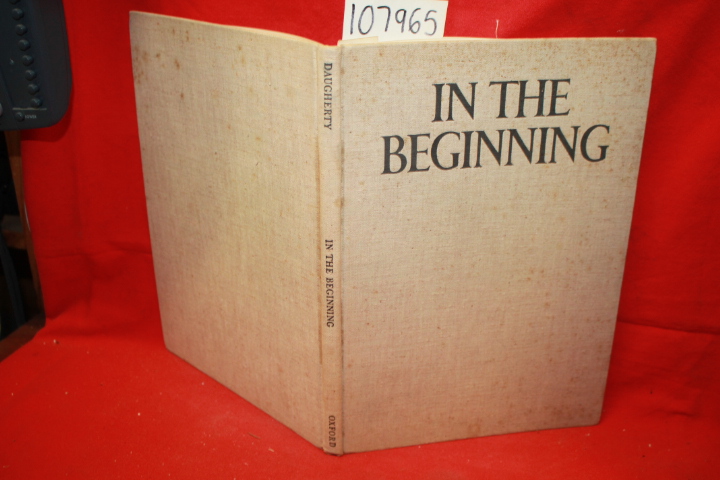 107965
DAUGHERTY
IN THE BEGINNING
OXFORD
IN THE
BEGINNING